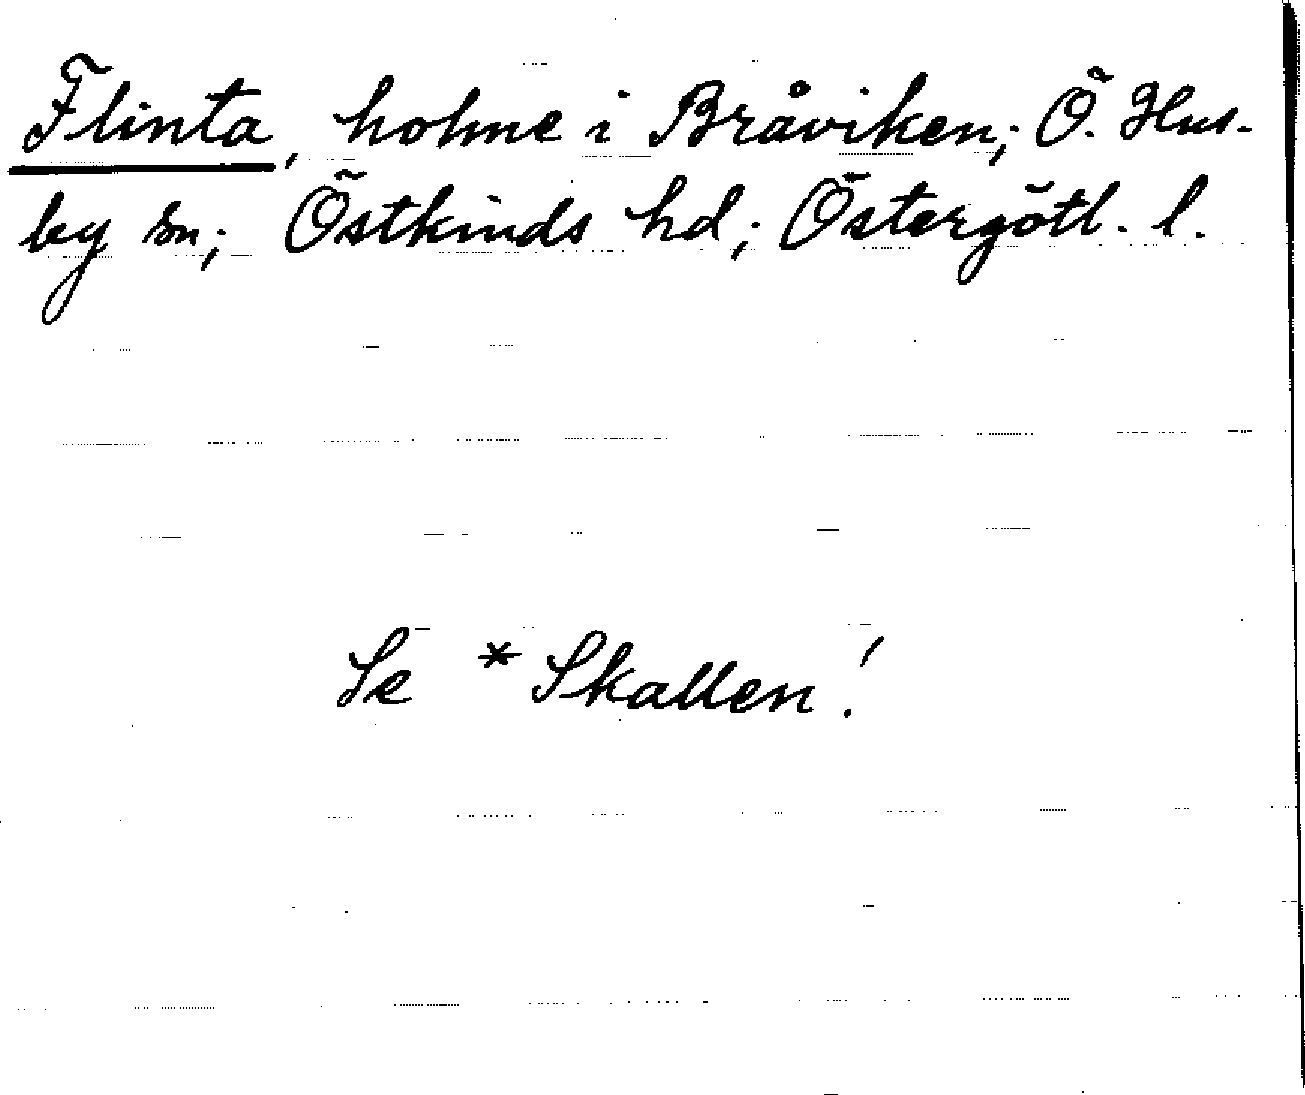 Flinta, holme i Bråviken; Ö. Hus-
by sn; Östkinds hd; Östergötl. l.
Se * Skallen!